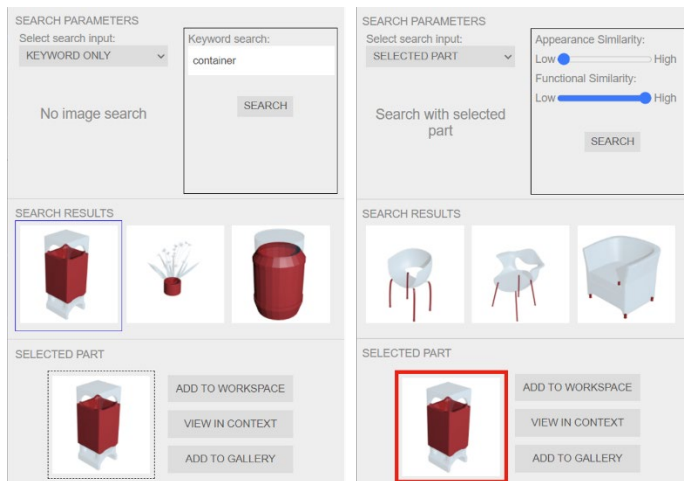 SEARCH PARAMETERS
Select search input:
KEYWORD ONLY
No image search
Keyword search:
container
SEARCH
SEARCH RESULTS
SELECTED PART
ADD TO WORKSPACE
VIEW IN CONTEXT
ADD TO GALLERY
SEARCH PARAMETERS
Select search input:
SELECTED PART
Search with selected
part
Appearance Similarity:
Low High
Functional Similarity:
Low High
SEARCH
SEARCH RESULTS
SELECTED PART
ADD TO WORKSPACE
VIEW IN CONTEXT
ADD TO GALLERY